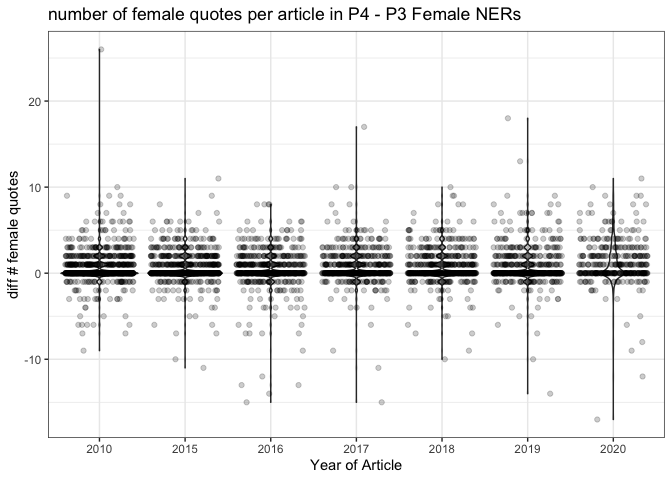 number of female quotes per article in P4 - P3 Female NERs
diff # female quotes
20
10
0
-10
2010 2015 2016 2017 2018 2019 2020
Year of Article